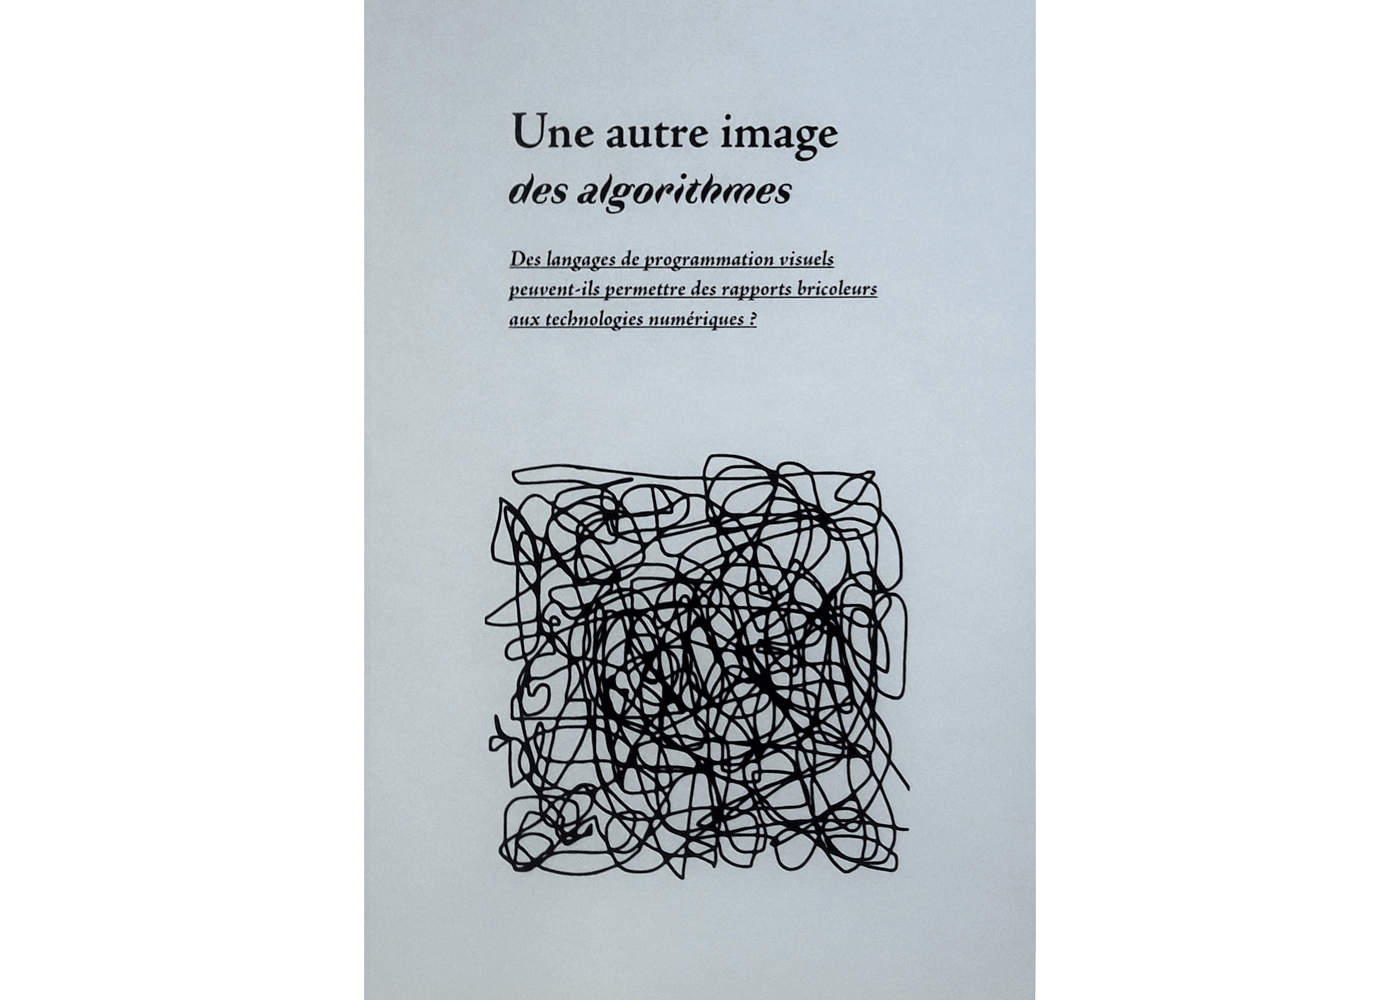 Une autre image
des algorithmes
Des langages de programmation visuels
peuvent-ils permettre des rapports bricoleurs
aux technologies numériques ?